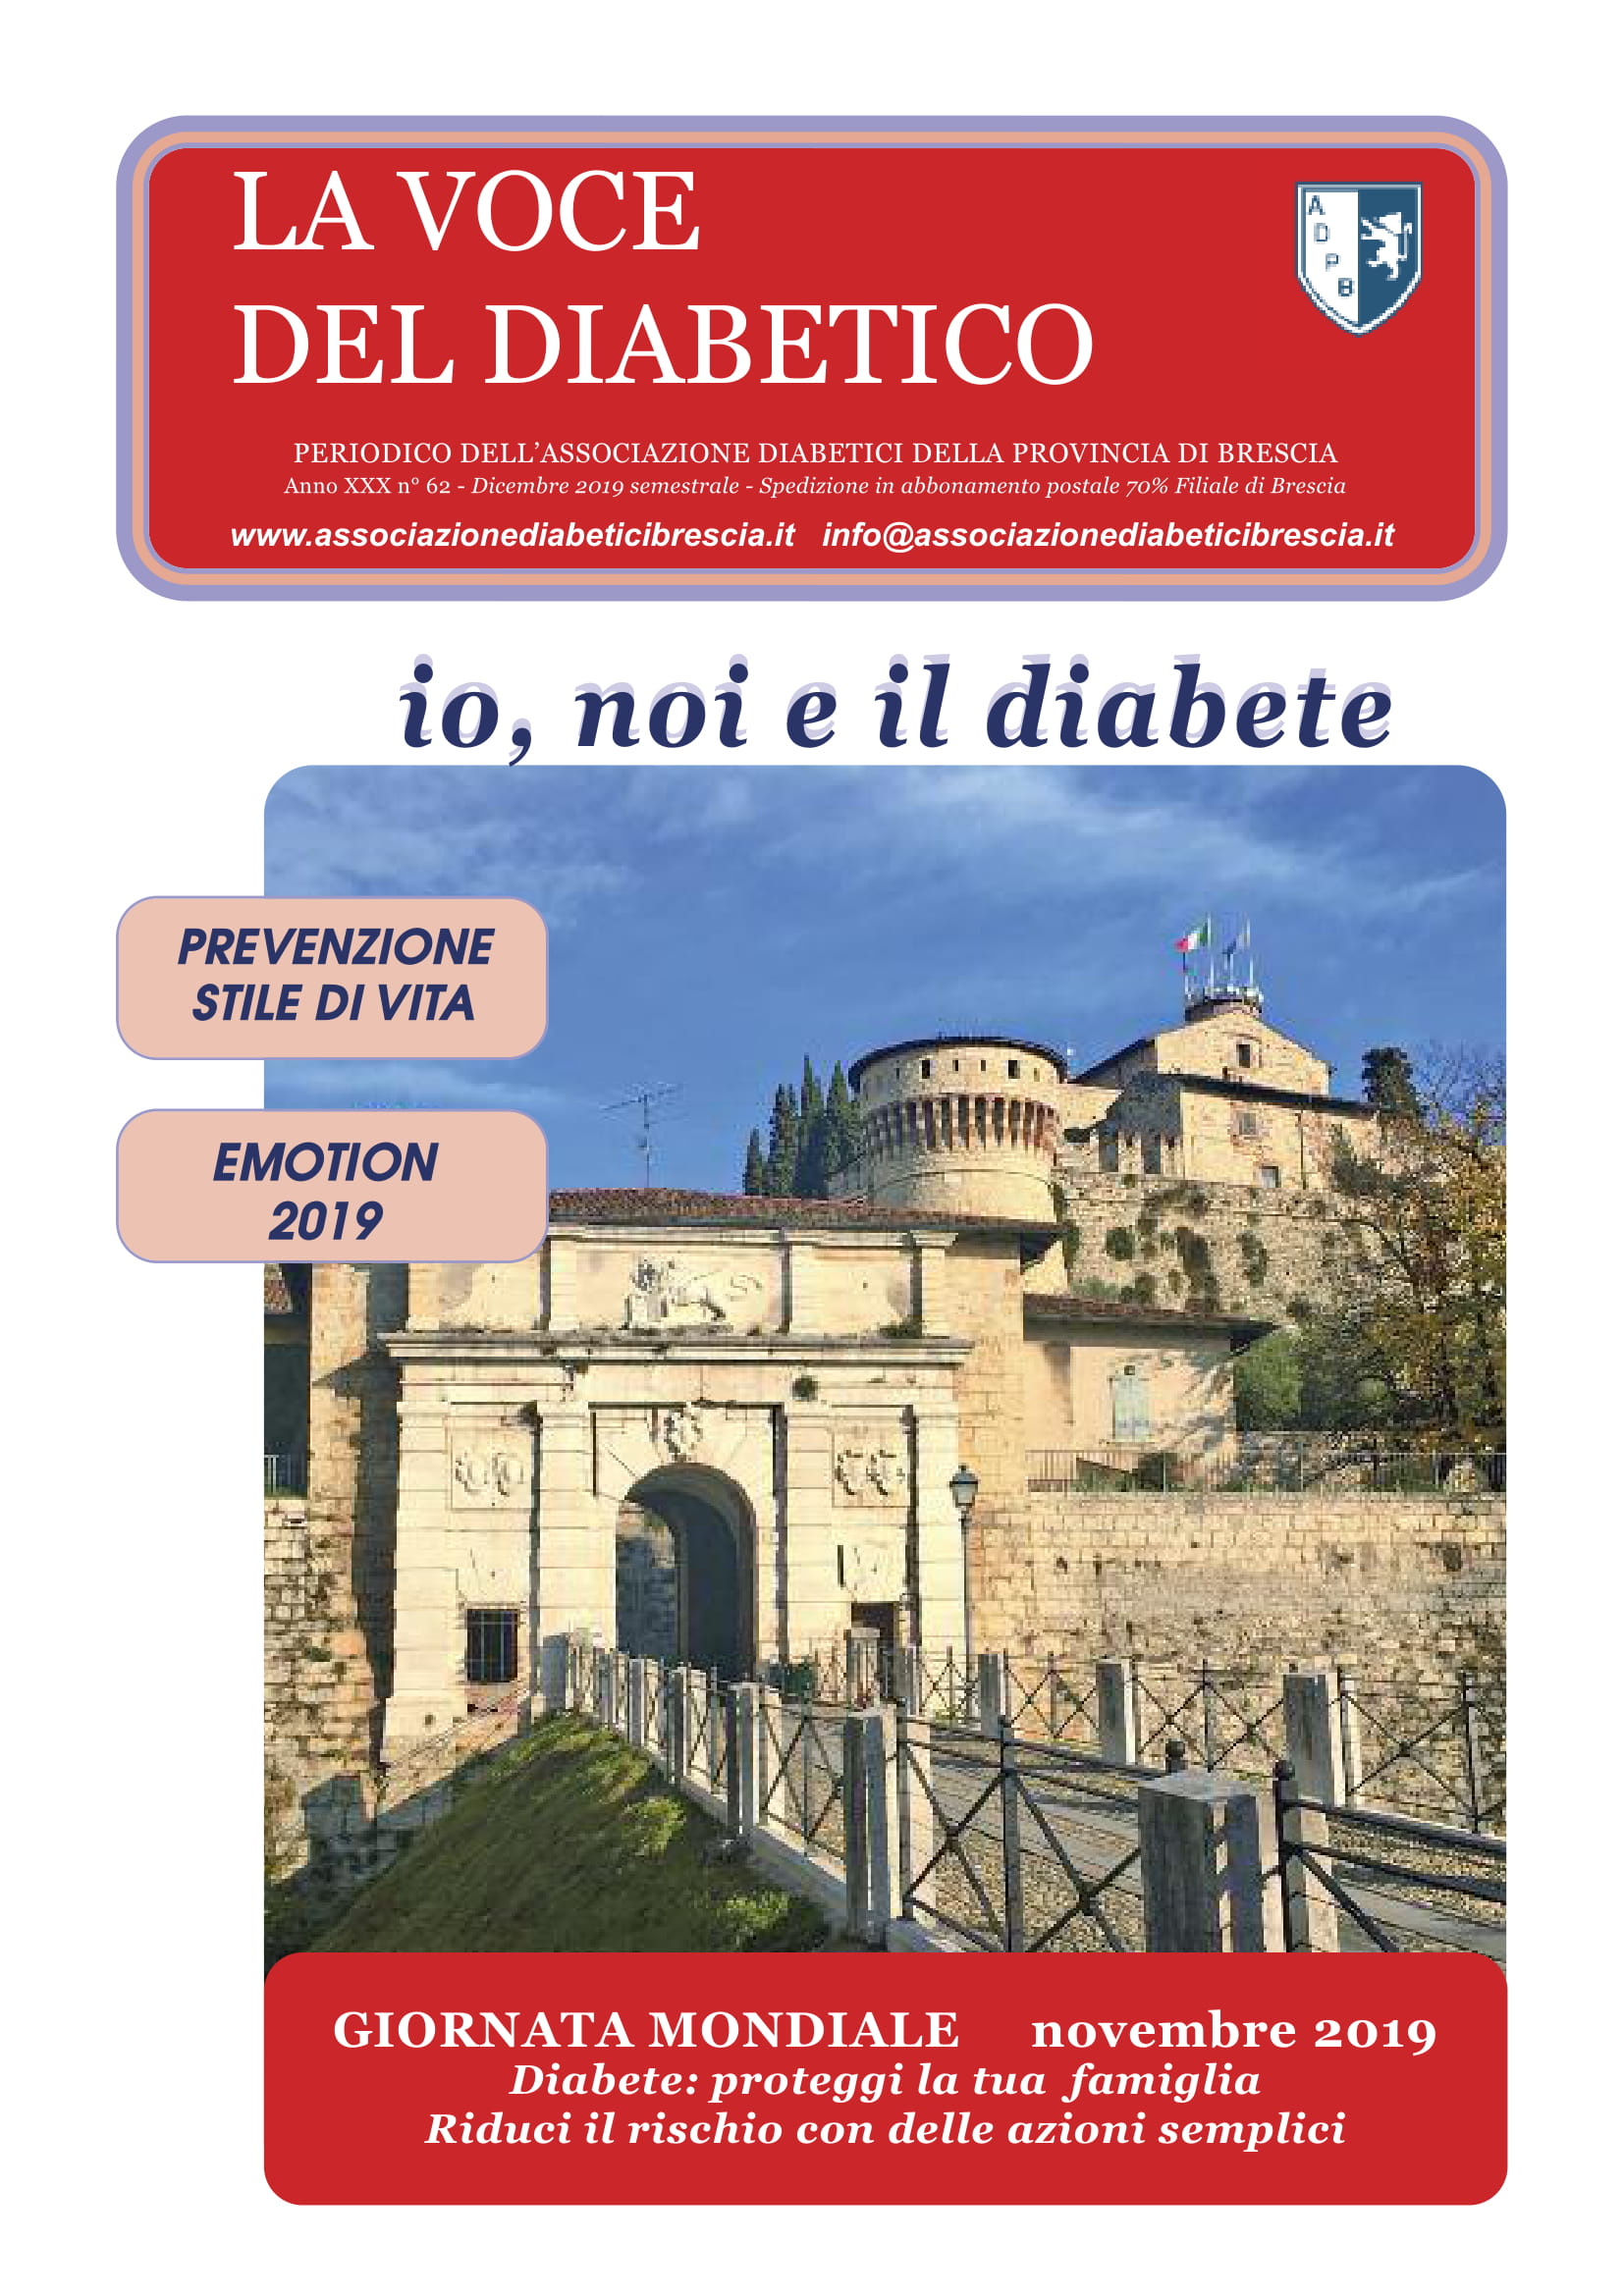 LA VOCE
DEL DIABETICO
A
D
P
B
PERIODICO DELL'ASSOCIAZIONE DIABETICI DELLA PROVINCIA DI BRESCIA
Anno XXX n° 62 - Dicembre 2019 semestrale - Spedizione in abbonamento postale 70% Filiale di Brescia
www.associazionediabeticibrescia.it info@associazionediabeticibrescia.it
io, noi e il diabete
PREVENZIONE
STILE DI VITA
EMOTION
2019
GIORNATA MONDIALE novembre 2019
Diabete: proteggi la tua famiglia
Riduci il rischio con delle azioni semplici